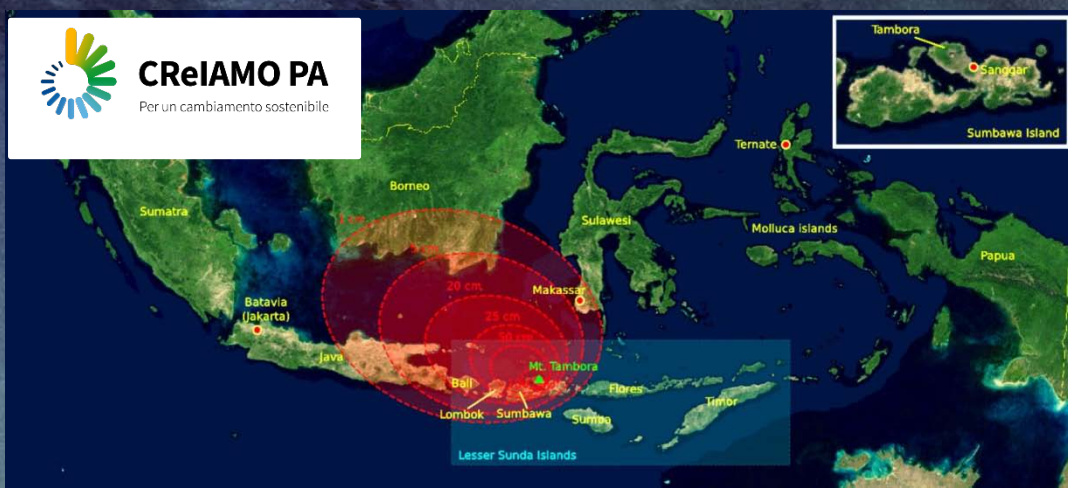 CReIAMO PA
Per un cambiamento sostenibile
Tambora
Sanggar
Sumbawa Island
Ternate
Borneo
Sumatra
Sulawesi
Molluca islands
Papua
20 cm
Makassar
Batavia
(Jakarta)
25 cm
50 cm
Java
Mt. Tambora
Bali
Flores
Lombok
Sumbawa
Sumba
Timor
Lesser Sunda Islands